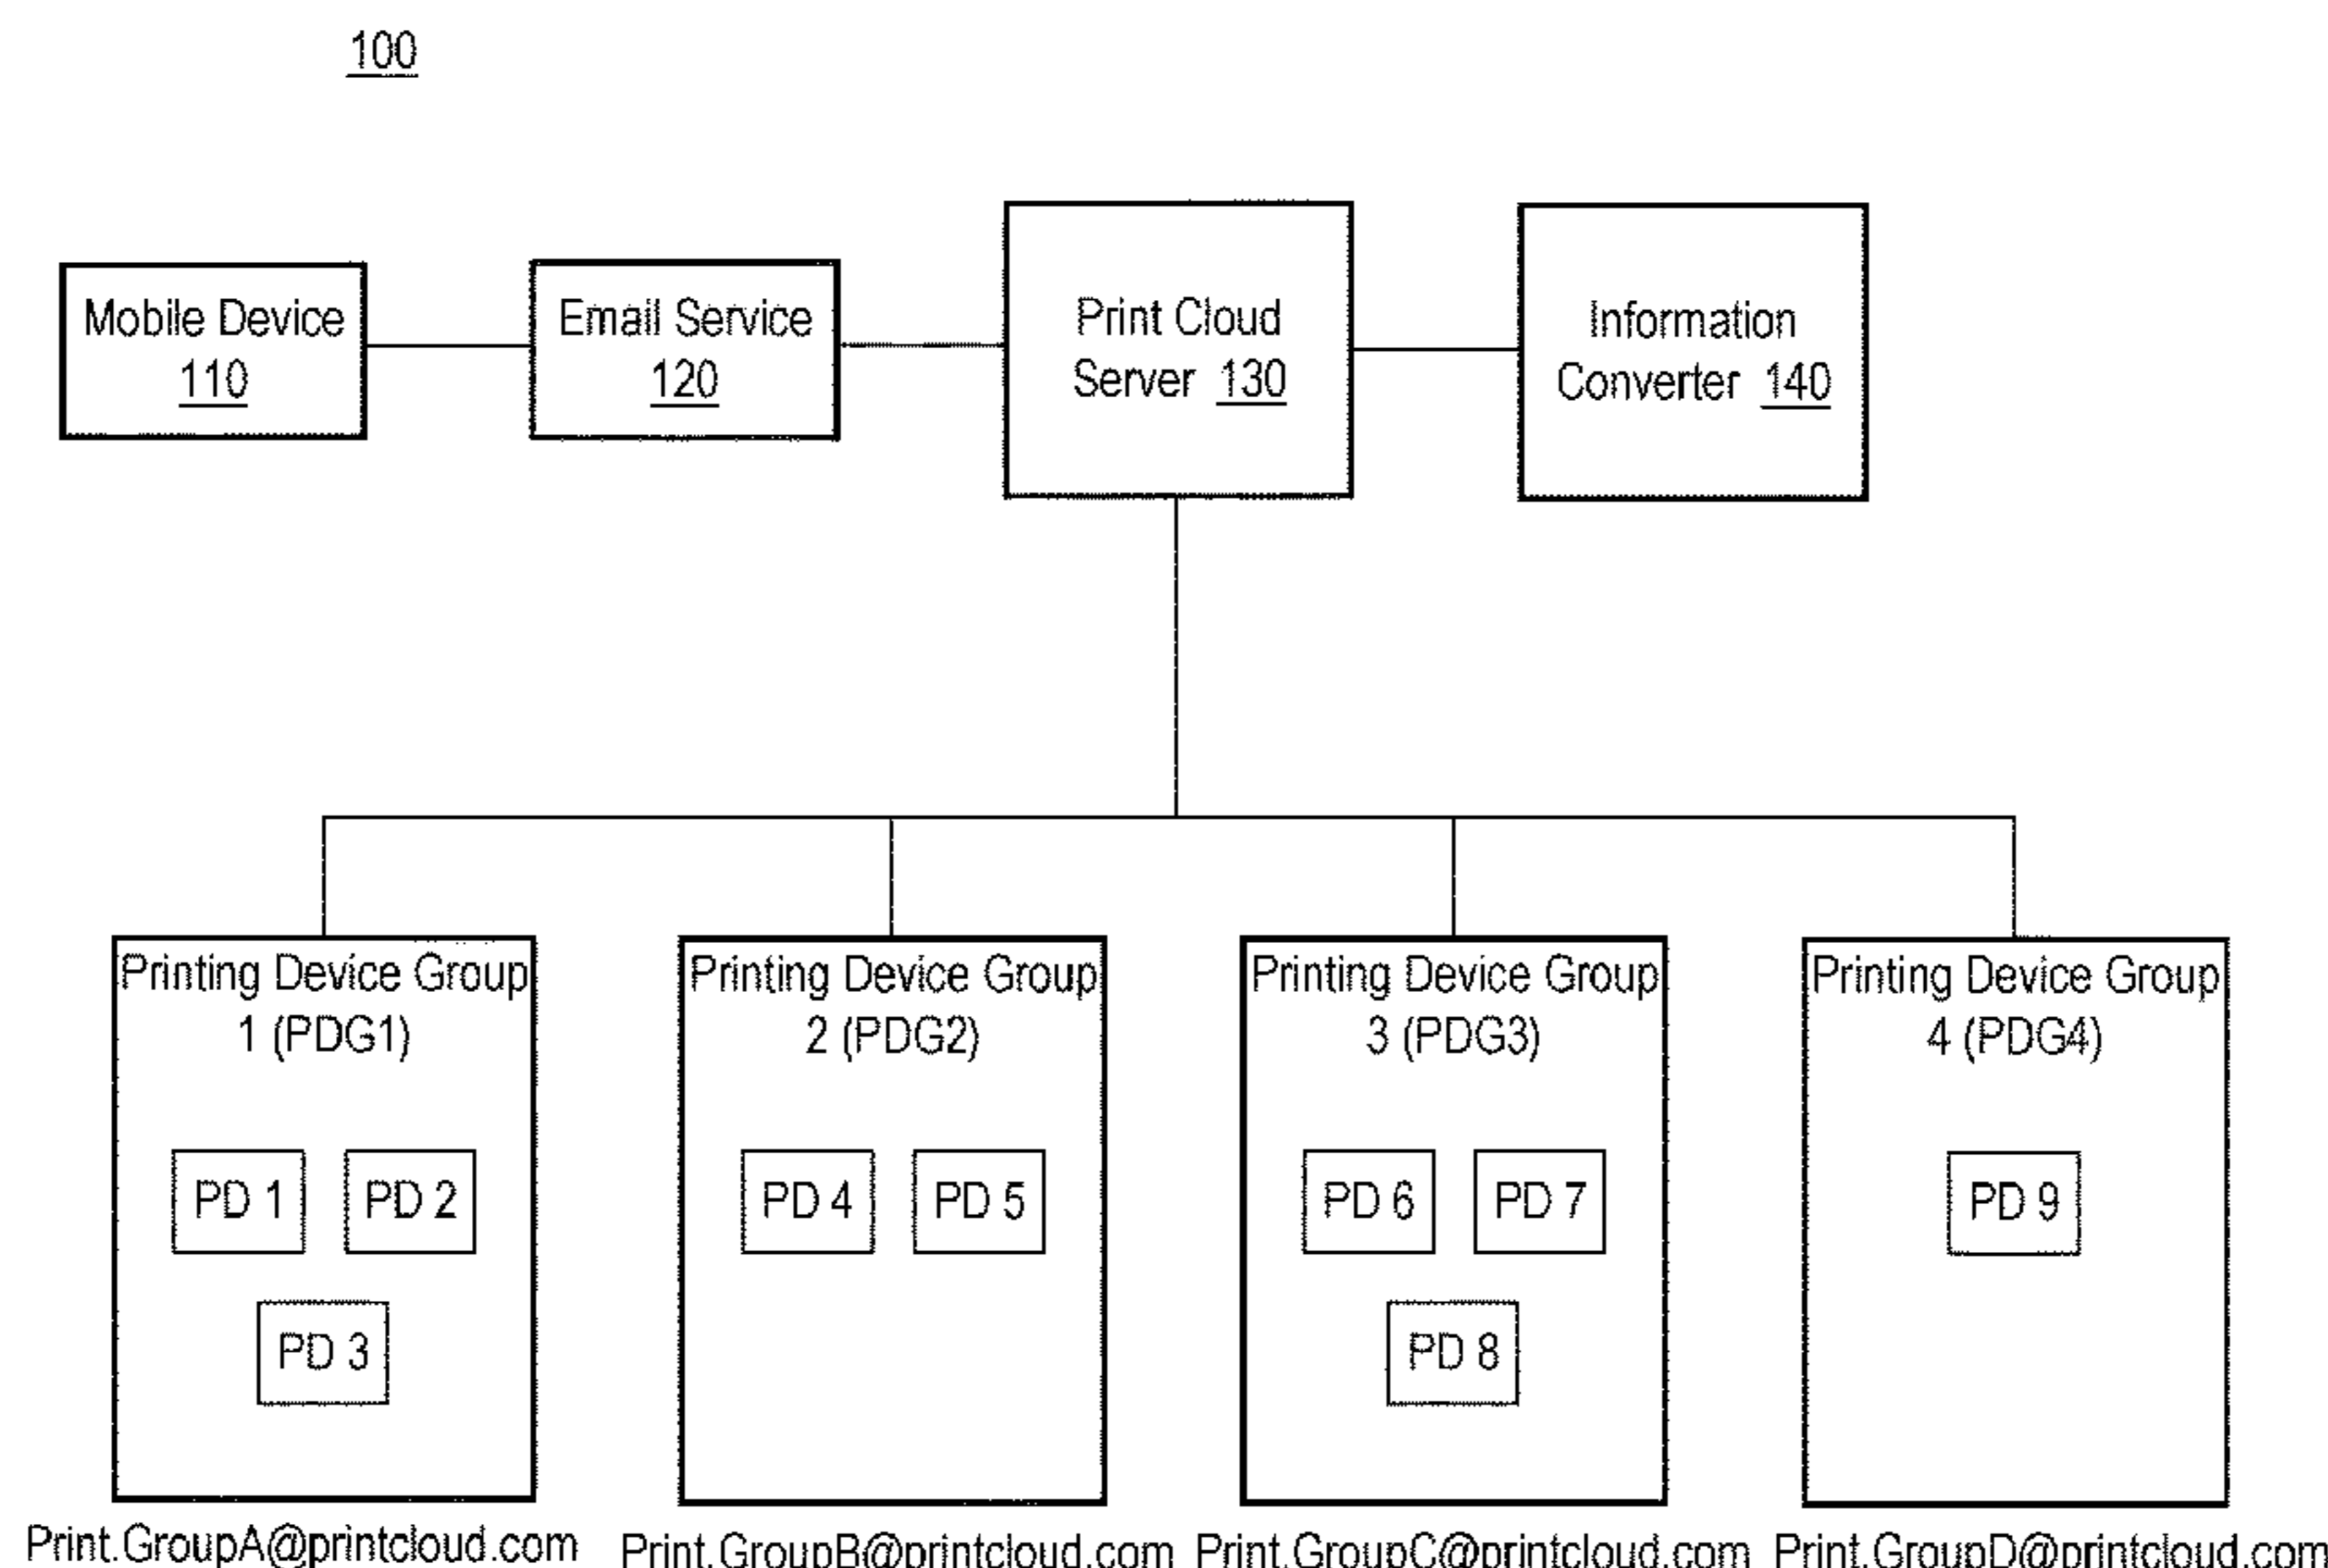 100
Mobile Device
110
Email Service
120
Print Cloud
Server 130
Information
Converter 140
Printing Device Group
1 (PDG1)
PD 1
PD 2
PD 3
Printing Device Group
2 (PDG2)
PD 4
PD 5
Printing Device Group
3 (PDG3)
PD 6
PD 7
PD 8
Printing Device Group
4 (PDG4)
PD 9
Print.GroupA@printcloud.com
Print.GroupB@printcloud.com
Print.GroupC@printcloud.com
Print.GroupD@printcloud.com